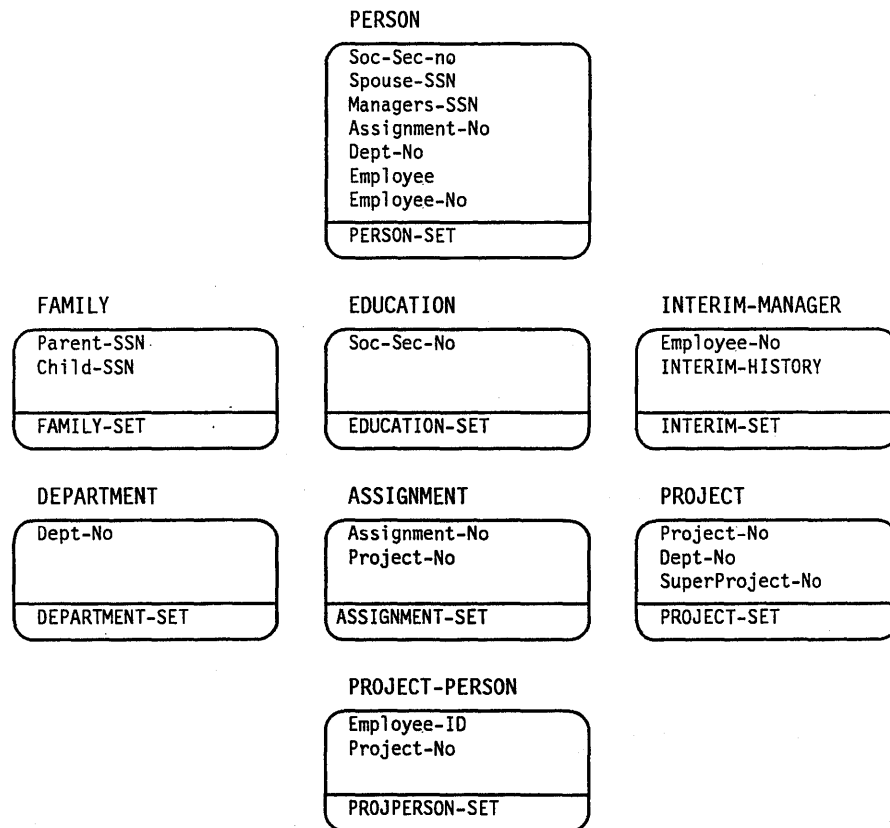 PERSON
Soc-Sec-no
Spouse-SSN
Managers-SSN
Assignment-No
Dept-No
Employee
Employee-No
PERSON-SET
FAMILY
Parent-SSN
Child-SSN
FAMILY-SET
EDUCATION
Soc-Sec-No
EDUCATION-SET
INTERIM-MANAGER
Employee-No
INTERIM-HISTORY
INTERIM-SET
DEPARTMENT
Dept-No
DEPARTMENT-SET
ASSIGNMENT
Assignment-No
Project-No
ASSIGNMENT-SET
PROJECT
Project-No
Dept-No
SuperProject-No
PROJECT-SET
PROJECT-PERSON
Employee-ID
Project-No
PROJPERSON-SET